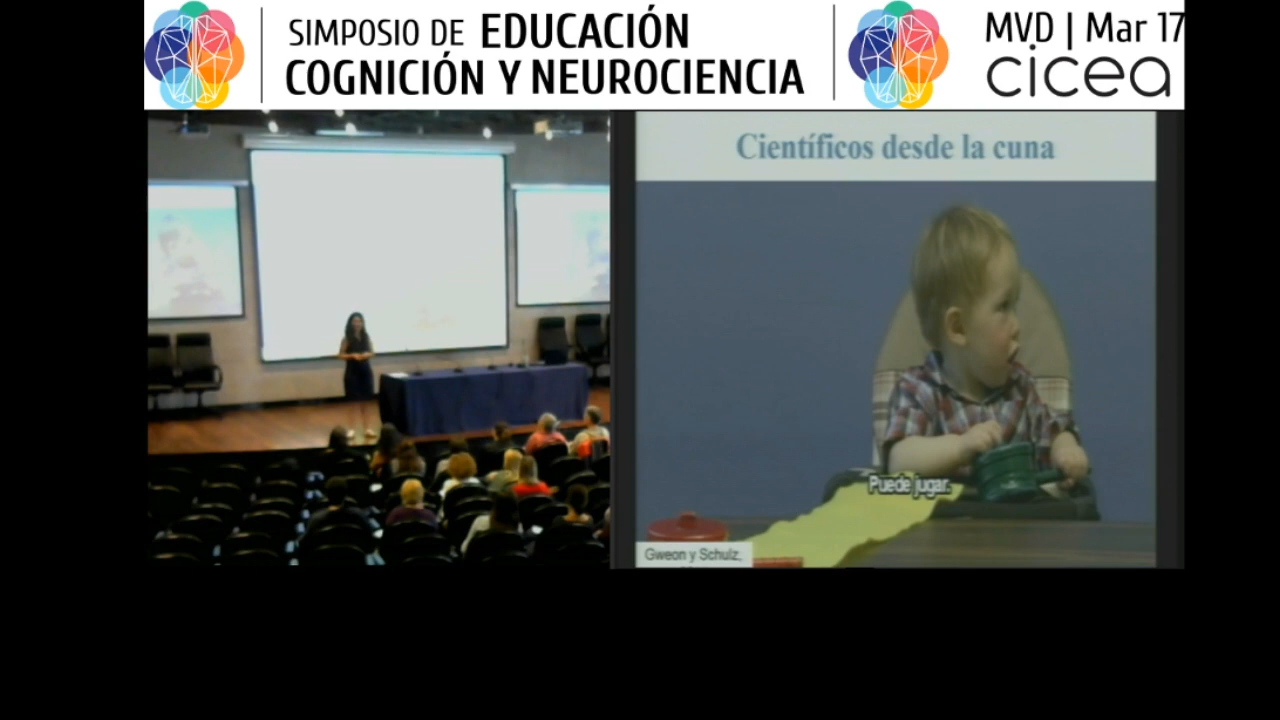 SIMPOSIO DE EDUCACIÓN
COGNICIÓN Y NEUROCIENCIA
MVD | Mar 17
cicea
Científicos desde la cuna
Puede jugar.
Gweon y Schulz,